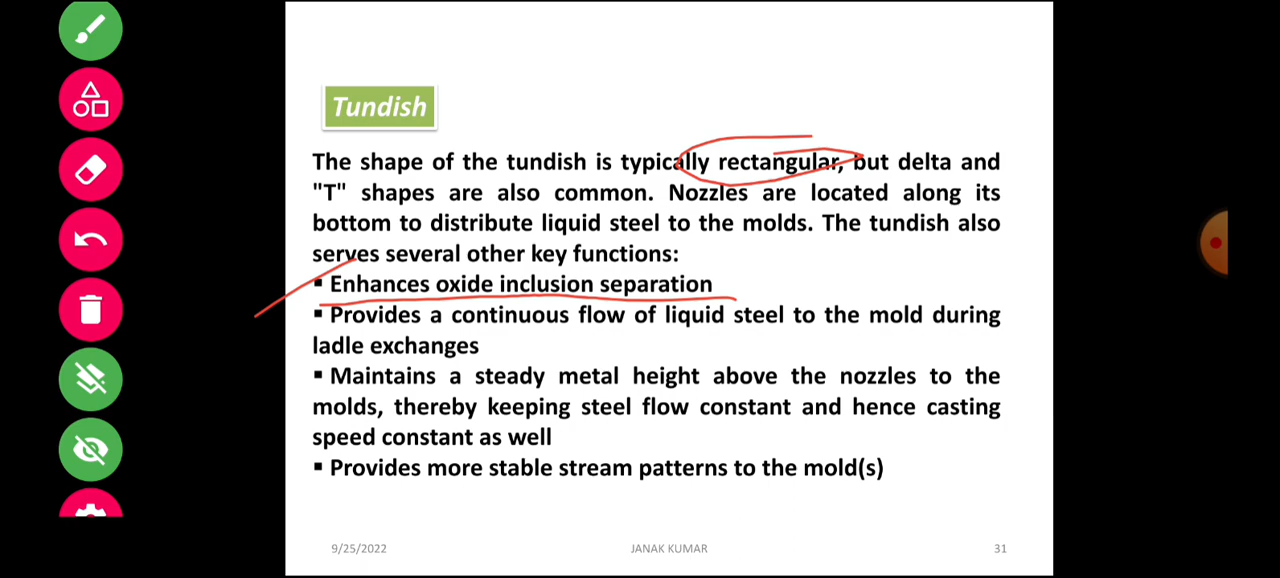 Tundish
The shape of the tundish is typically rectangular, but delta and
"T" shapes are also common. Nozzles are located along its
bottom to distribute liquid steel to the molds. The tundish also
serves several other key functions:
▪ Enhances oxide inclusion separation
▪ Provides a continuous flow of liquid steel to the mold during
ladle exchanges
▪ Maintains a steady metal height above the nozzles to the
molds, thereby keeping steel flow constant and hence casting
speed constant as well
▪ Provides more stable stream patterns to the mold(s)
9/25/2022 JANAK KUMAR 31